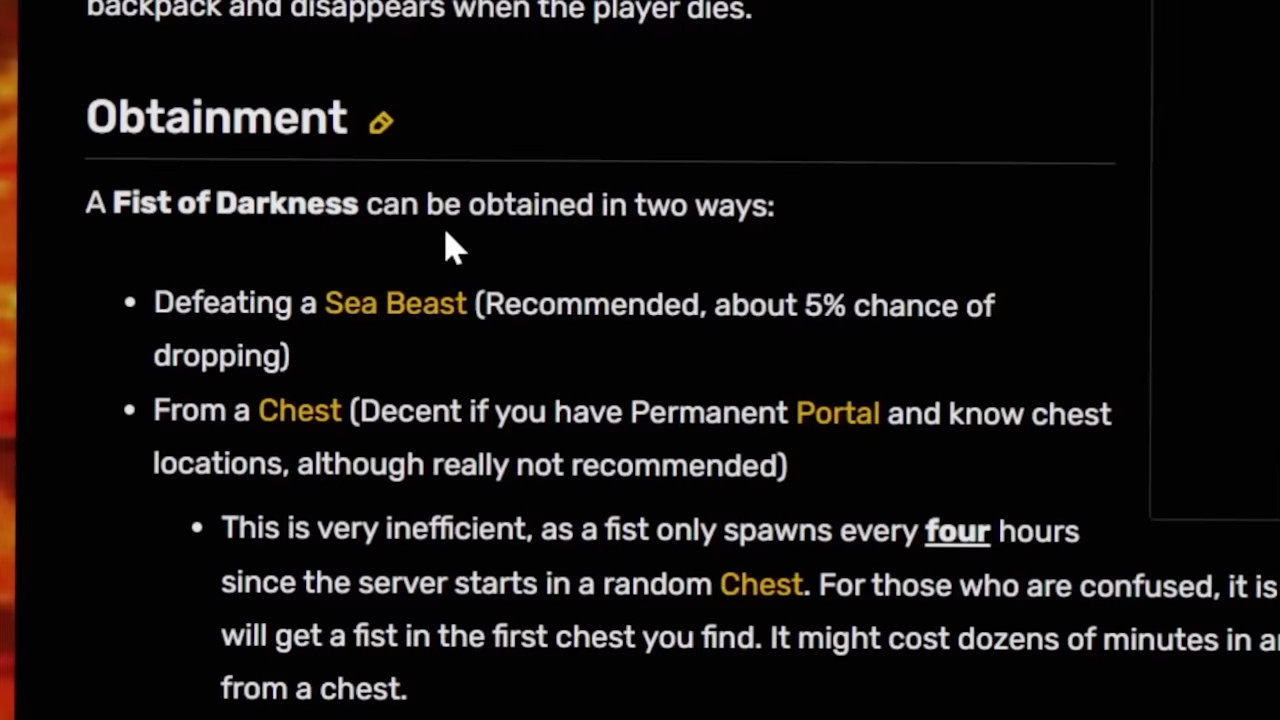 backpack and disappears when the player dies.
Obtainment
A Fist of Darkness can be obtained in two ways:
• Defeating a Sea Beast (Recommended, about 5% chance of
dropping)
• From a Chest (Decent if you have Permanent Portal and know chest
locations, although really not recommended)
• This is very inefficient, as a fist only spawns every four hours
since the server starts in a random Chest. For those who are confused, it is
will get a fist in the first chest you find. It might cost dozens of minutes in
from a chest.